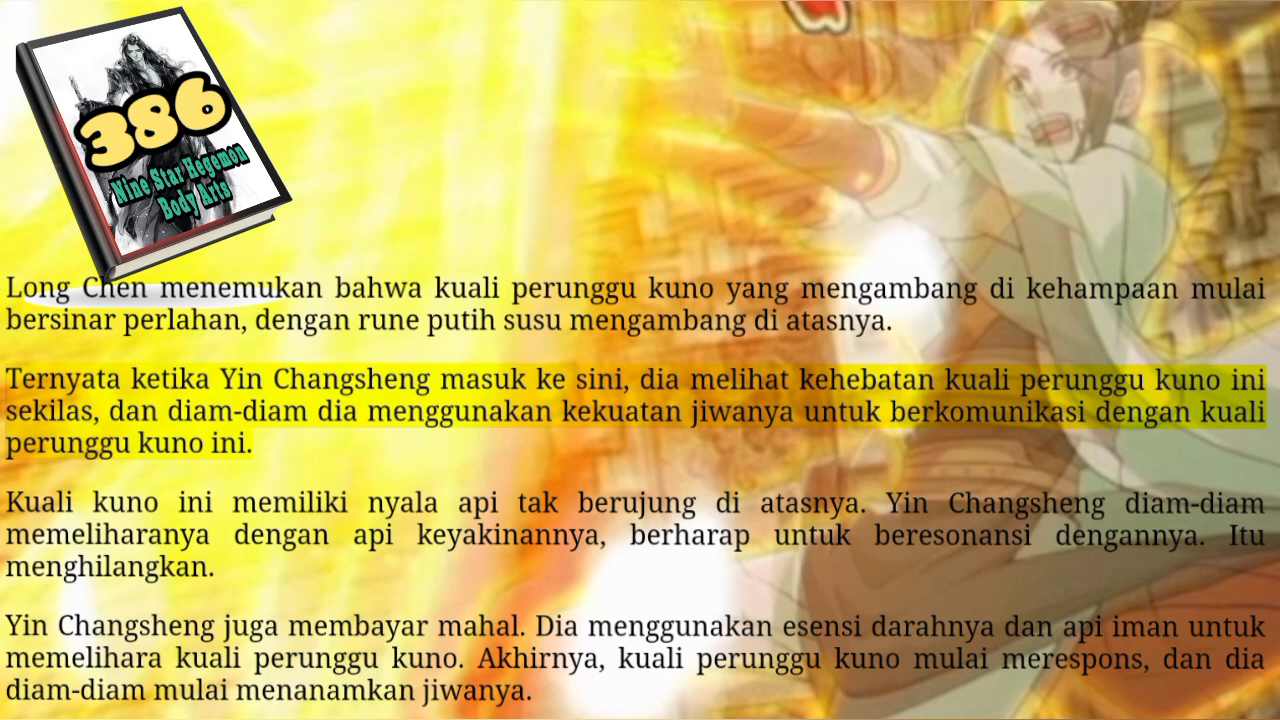 386
Nine Star Hegemon
Body Arts
Long Chen menemukan bahwa kuali perunggu kuno yang mengambang di kehampaan mulai
bersinar perlahan, dengan rune putih susu mengambang di atasnya.
Ternyata ketika Yin Changsheng masuk ke sini, dia melihat kehebatan kuali perunggu kuno ini
sekilas, dan diam-diam dia menggunakan kekuatan jiwanya untuk berkomunikasi dengan kuali
perunggu kuno ini.
Kuali kuno ini memiliki nyala api tak berujung di atasnya. Yin Changsheng diam-diam
memeliharanya dengan api keyakinannya, berharap untuk beresonansi dengannya. Itu
menghilangkan.
Yin Changsheng juga membayar mahal. Dia menggunakan esensi darahnya dan api iman untuk
memelihara kuali perunggu kuno. Akhirnya, kuali perunggu kuno mulai merespons, dan dia
diam-diam mulai menanamkan jiwanya.